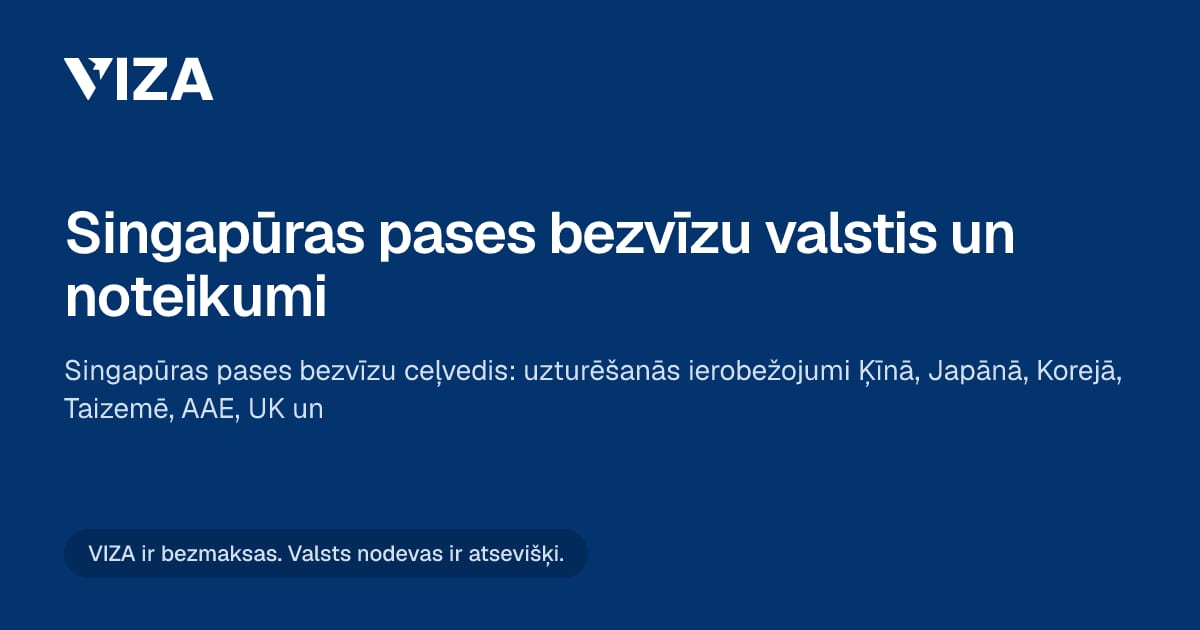 VIZA
Singapūras pases bezvīzu valstis un
noteikumi
Singapūras pases bezvīzu ceļvedis: uzturēšanās ierobežojumi Ķīnā, Japānā, Korejā,
Taizemē, AAE, UK un
VIZA ir bezmaksas. Valsts nodevas ir atsevišķi.